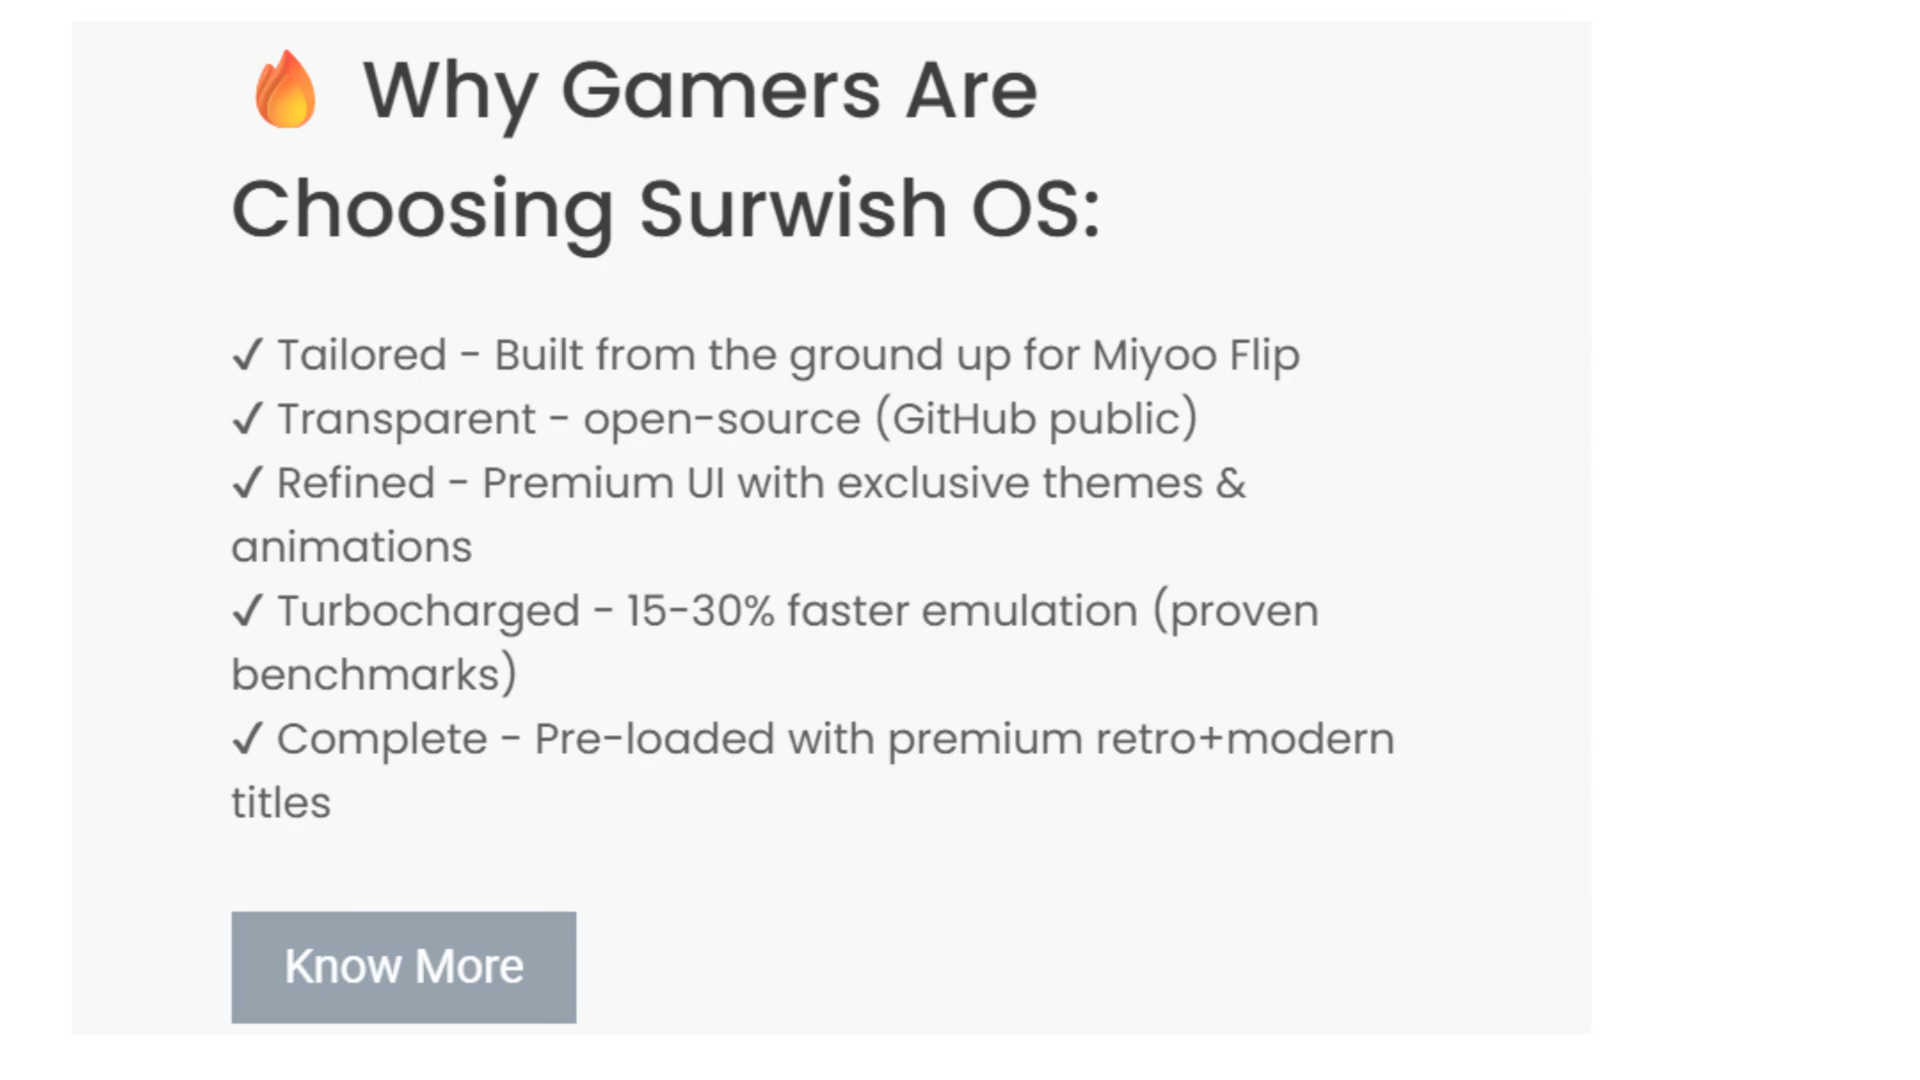 🔥 Why Gamers Are
Choosing Surwish OS:
✓ Tailored - Built from the ground up for Miyoo Flip
✓ Transparent - open-source (GitHub public)
✓ Refined - Premium UI with exclusive themes &
animations
✓ Turbocharged - 15-30% faster emulation (proven
benchmarks)
✓ Complete - Pre-loaded with premium retro+modern
titles
Know More